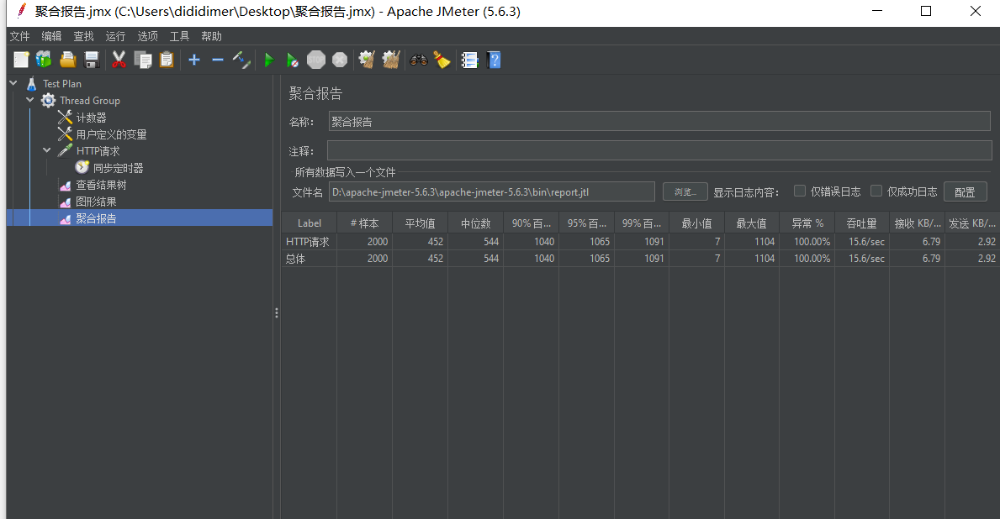 聚合报告.jmx (C:\Users\dididimer\Desktop\聚合报告.jmx) - Apache JMeter (5.6.3)
文件 编辑 查找 运行 选项 工具 帮助
STOP
Test Plan
Thread Group
计数器
用户定义的变量
HTTP请求
同步定时器
查看结果树
图形结果
聚合报告
聚合报告
名称： 聚合报告
注释：
所有数据写入一个文件
文件名 D:\apache-jmeter-5.6.3\apache-jmeter-5.6.3\bin\report.jtl 浏览... 显示日志内容： 仅错误日志 仅成功日志 配置
Label # 样本 平均值 中位数 90% 百... 95% 百... 99% 百... 最小值 最大值 异常 % 吞吐量 接收 KB/... 发送 KB/...
HTTP请求 2000 452 544 1040 1065 1091 7 1104 100.00% 15.6/sec 6.79 2.92
总体 2000 452 544 1040 1065 1091 7 1104 100.00% 15.6/sec 6.79 2.92